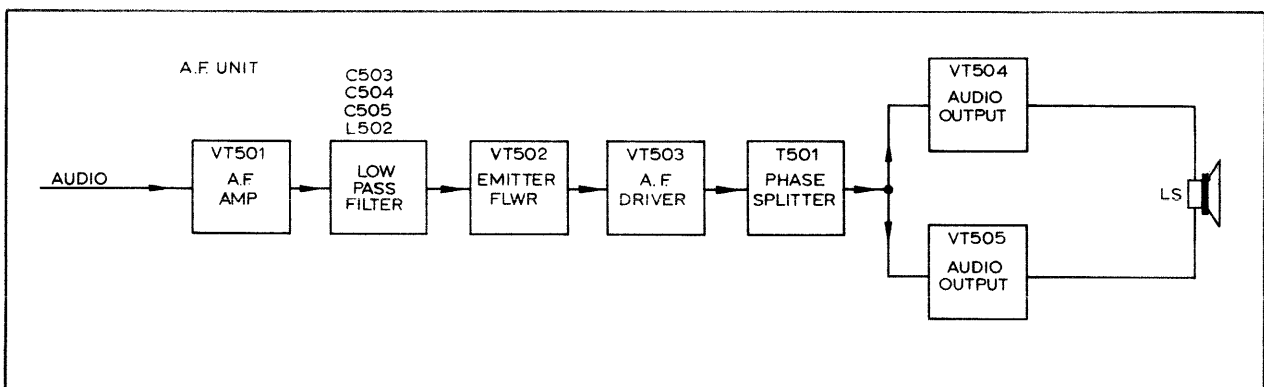 A.F. UNIT
C503
C504
C505
L502
AUDIO
VT501
A.F.
AMP
LOW
PASS
FILTER
VT502
EMITTER
FLWR
VT503
A.F.
DRIVER
T501
PHASE
SPLITTER
VT504
AUDIO
OUTPUT
VT505
AUDIO
OUTPUT
LS